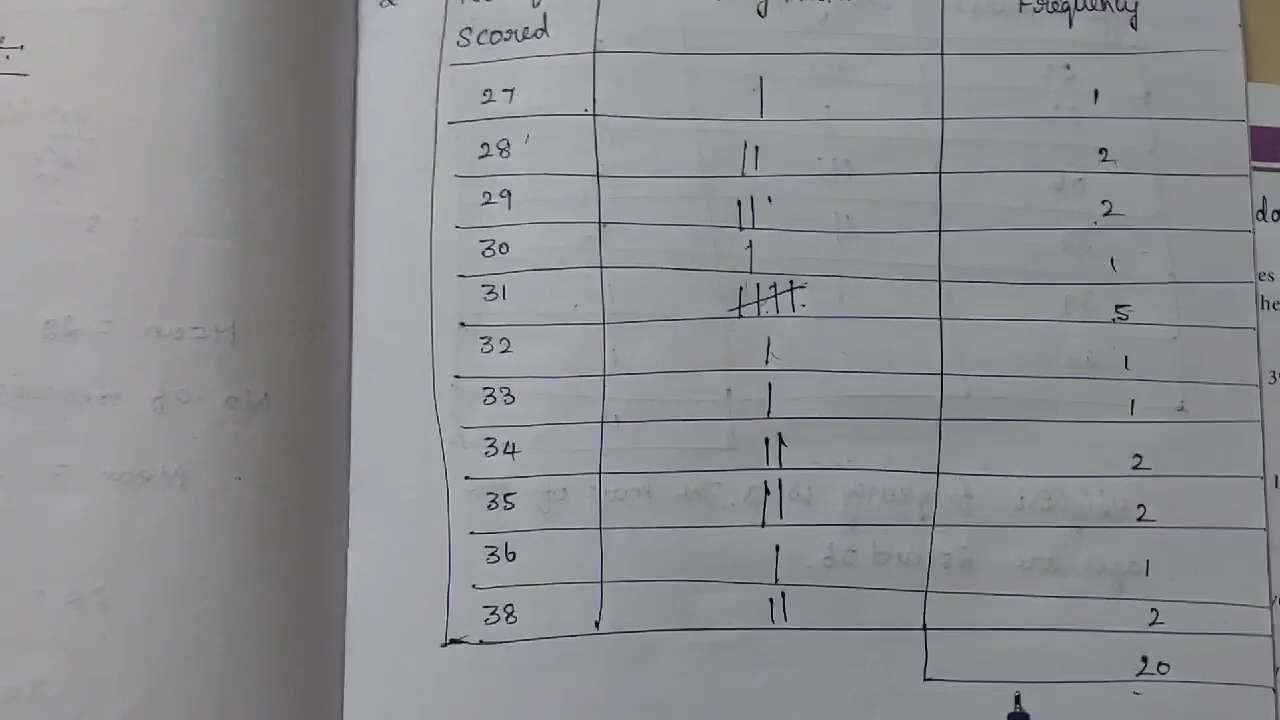 Scored Frequency
27 | 1
28 || 2
29 || 2
30 | 1
31 |||| 5
32 | 1
33 | 1
34 || 2
35 || 2
36 | 1
38 || 2
20